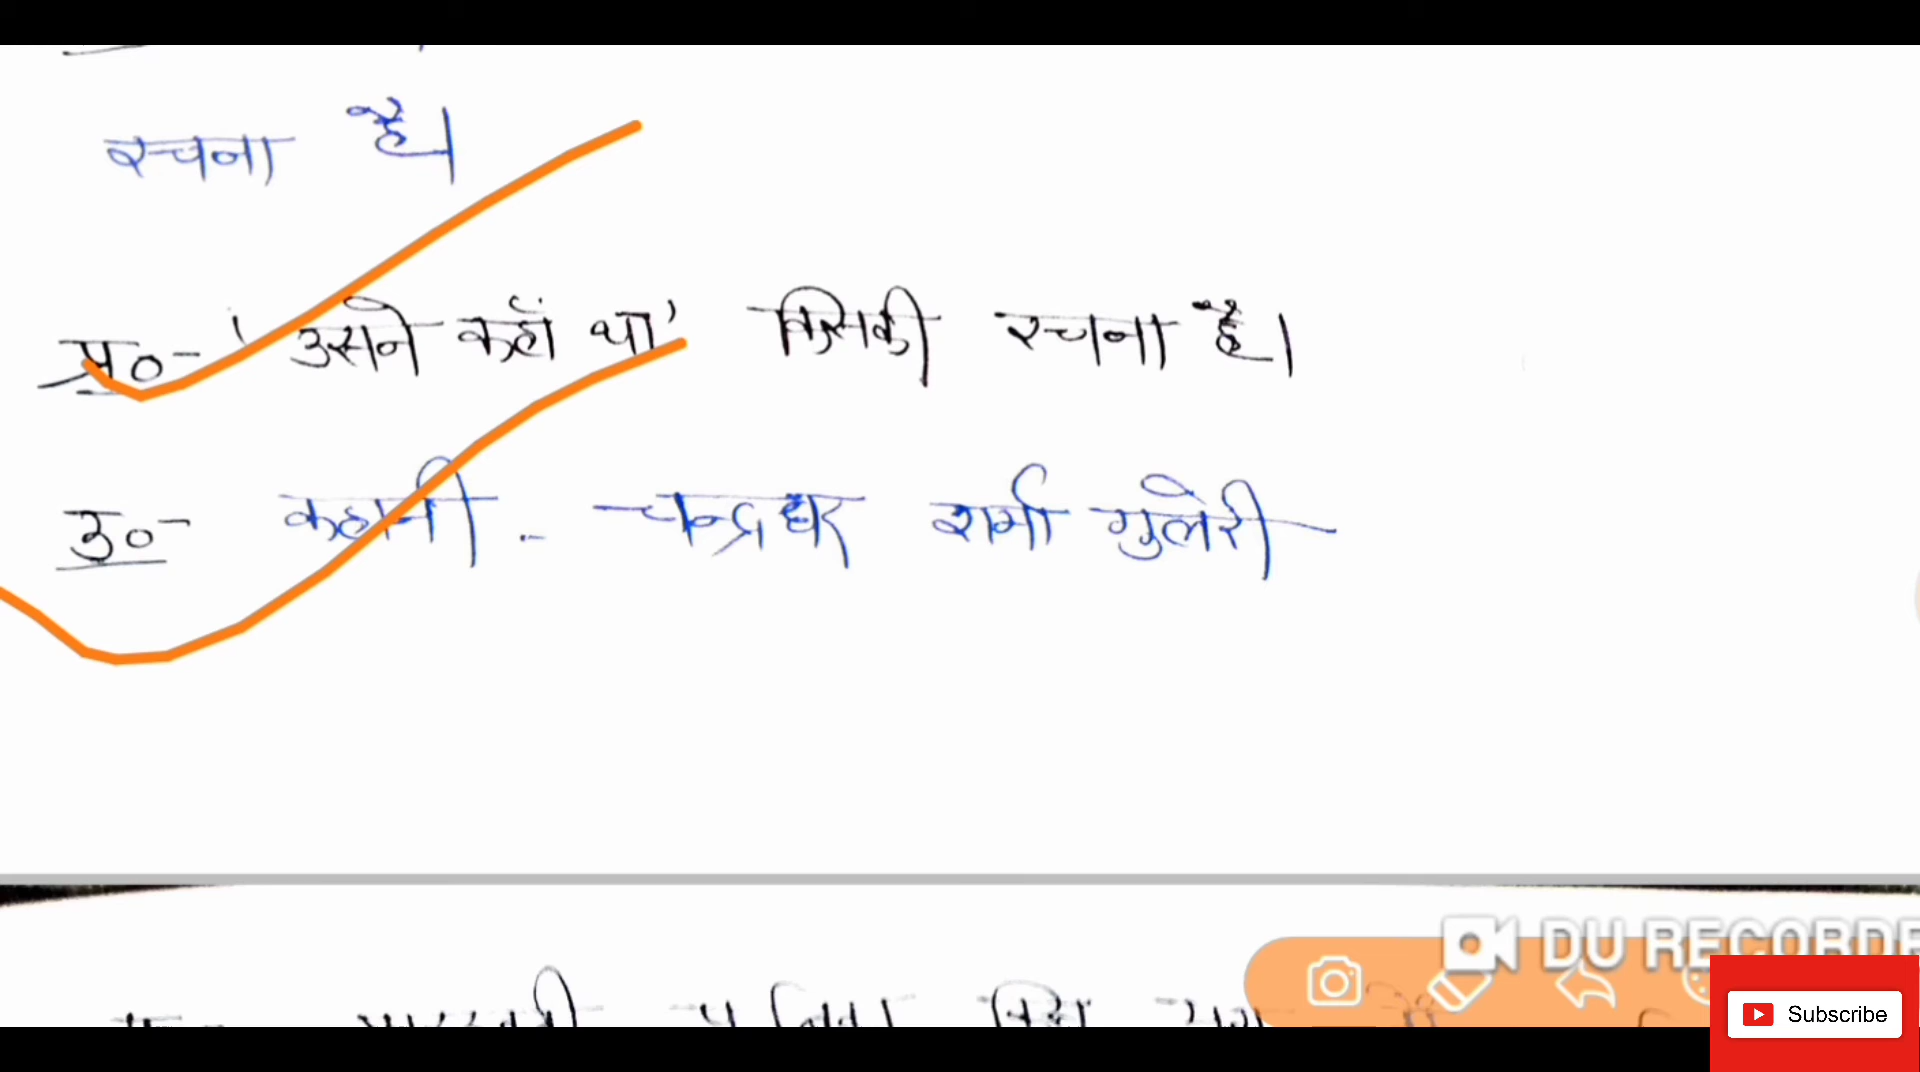 रचना है।
प्र०- 'उसने कहाँ था' किसकी रचना है।
उ०- कहानी - चन्द्रधर शर्मा गुलेरी
DU RECORDE
Subscribe